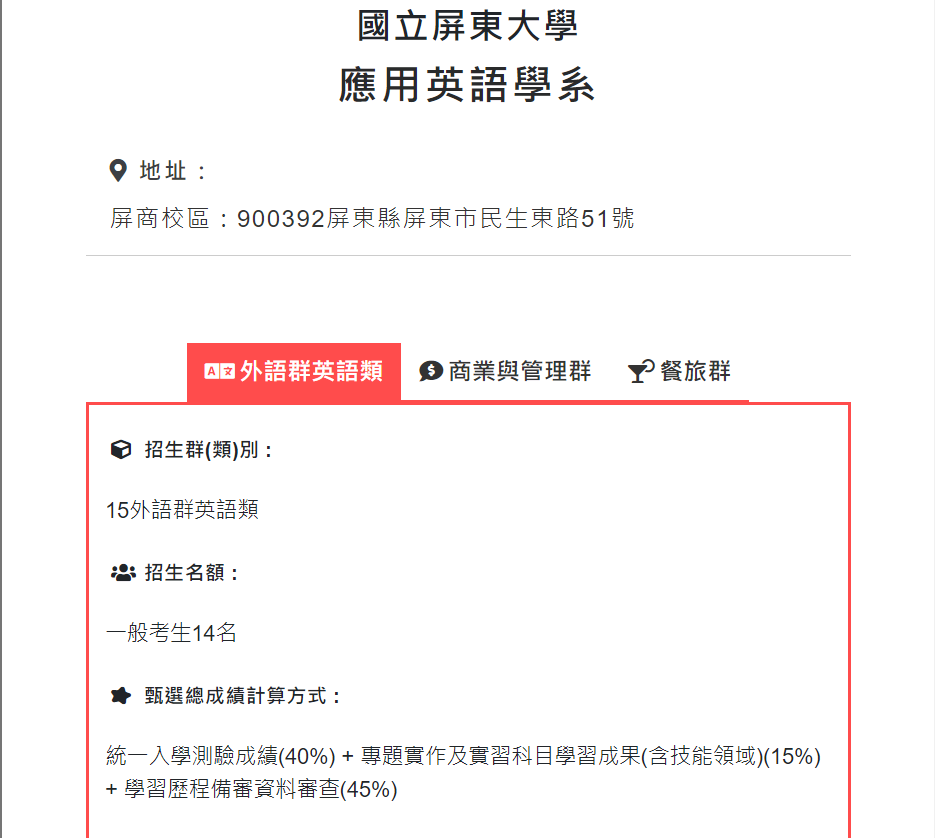 國立屏東大學
應用英語學系
地址：
屏商校區：900392屏東縣屏東市民生東路51號
A 文 外語群英語類 $ 商業與管理群 餐旅群
招生群(類)別：
15外語群英語類
招生名額：
一般考生14名
甄選總成績計算方式：
統一入學測驗成績(40%) + 專題實作及實習科目學習成果(含技能領域)(15%)
+ 學習歷程備審資料審查(45%)